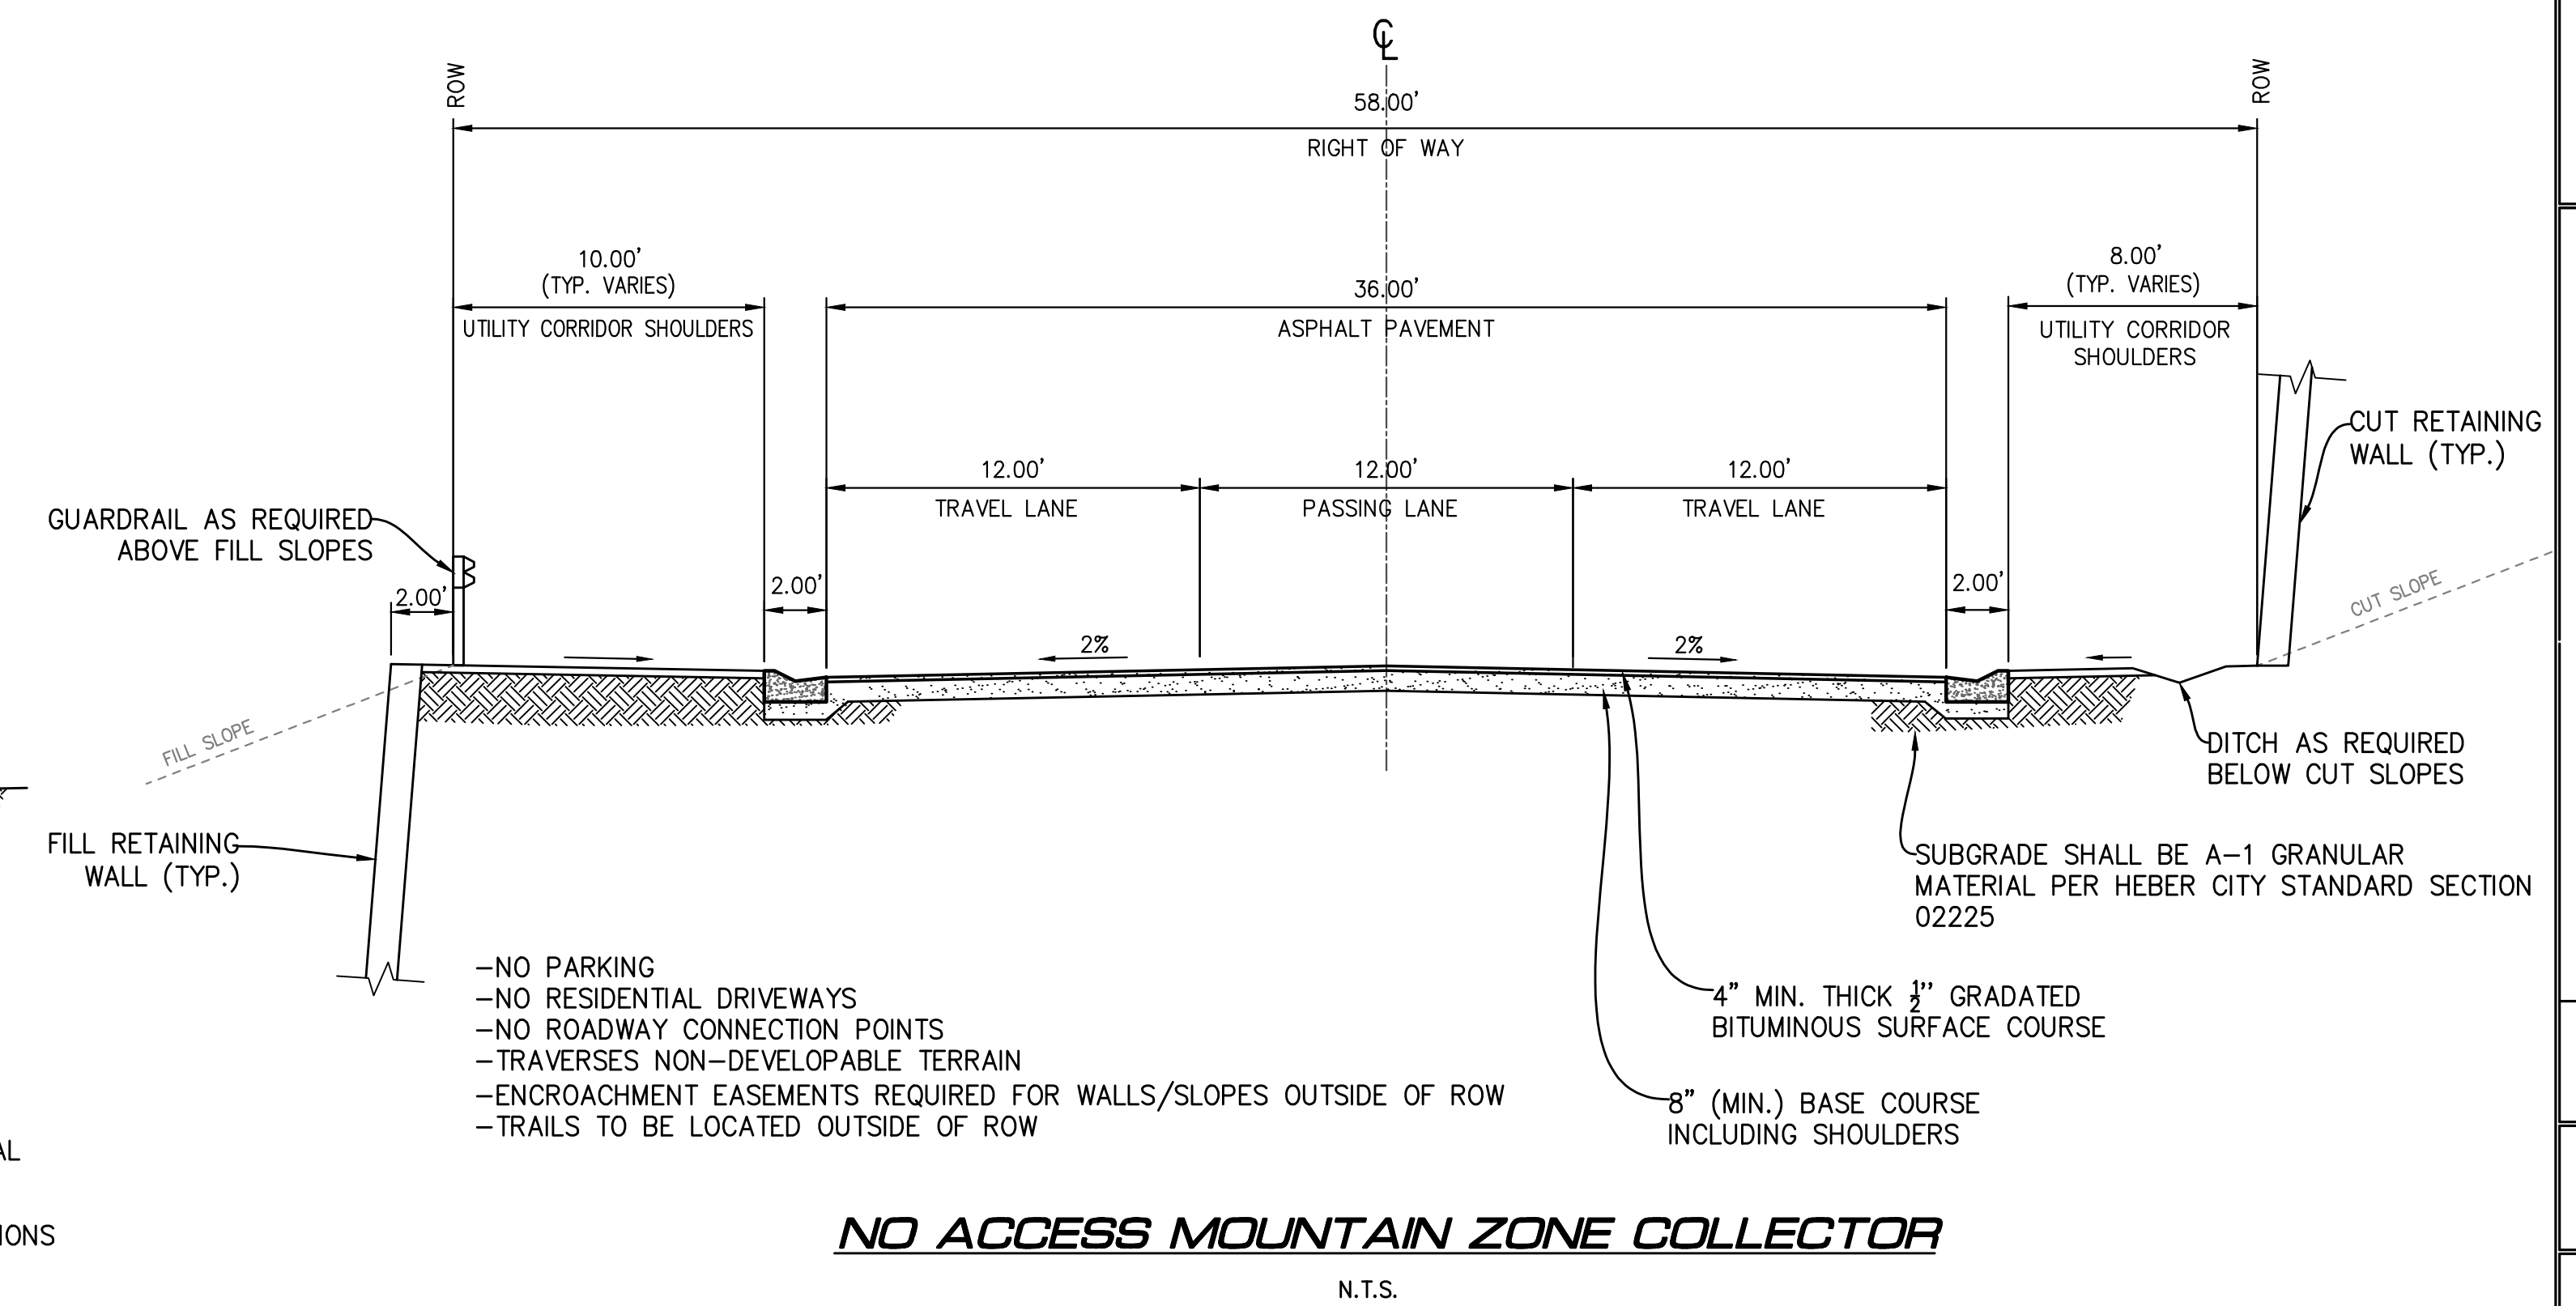 ℄
ROW
ROW
58.00'
RIGHT OF WAY
10.00'
(TYP. VARIES)
UTILITY CORRIDOR SHOULDERS
36.00'
ASPHALT PAVEMENT
8.00'
(TYP. VARIES)
UTILITY CORRIDOR
SHOULDERS
CUT RETAINING
WALL (TYP.)
12.00'
TRAVEL LANE
12.00'
PASSING LANE
12.00'
TRAVEL LANE
GUARDRAIL AS REQUIRED
ABOVE FILL SLOPES
2.00'
2.00'
2.00'
CUT SLOPE
2%
2%
FILL SLOPE
DITCH AS REQUIRED
BELOW CUT SLOPES
FILL RETAINING
WALL (TYP.)
SUBGRADE SHALL BE A-1 GRANULAR
MATERIAL PER HEBER CITY STANDARD SECTION
02225
-NO PARKING
-NO RESIDENTIAL DRIVEWAYS
-NO ROADWAY CONNECTION POINTS
-TRAVERSES NON-DEVELOPABLE TERRAIN
-ENCROACHMENT EASEMENTS REQUIRED FOR WALLS/SLOPES OUTSIDE OF ROW
-TRAILS TO BE LOCATED OUTSIDE OF ROW
4" MIN. THICK ½" GRADATED
BITUMINOUS SURFACE COURSE
8" (MIN.) BASE COURSE
INCLUDING SHOULDERS
AL
IONS
NO ACCESS MOUNTAIN ZONE COLLECTOR
N.T.S.